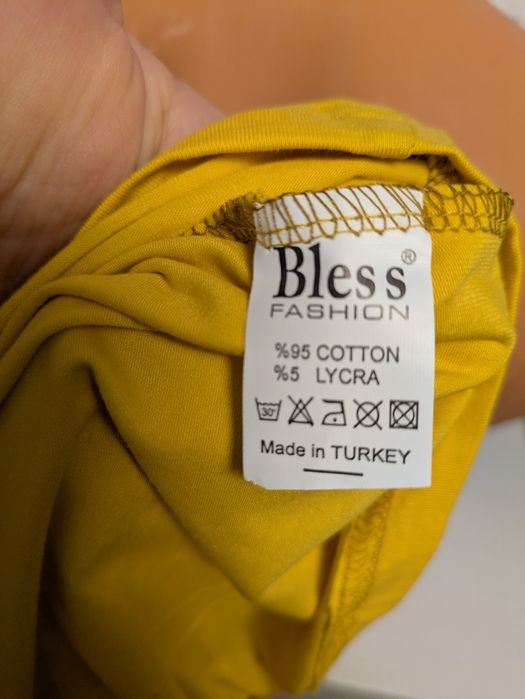 Bless®
FASHION
%95 COTTON
%5 LYCRA
30°
Made in TURKEY